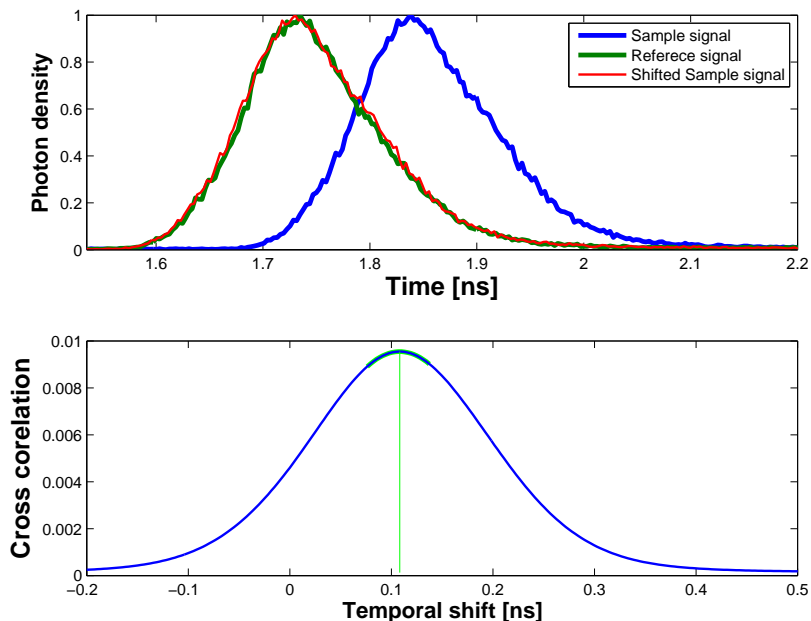 1
0.8
0.6
0.4
0.2
0
Photon density
Sample signal
Referece signal
Shifted Sample signal
1.6 1.7 1.8 1.9 2 2.1 2.2
Time [ns]
0.01
0.008
0.006
0.004
0.002
0
Cross corelation
−0.2 −0.1 0 0.1 0.2 0.3 0.4 0.5
Temporal shift [ns]